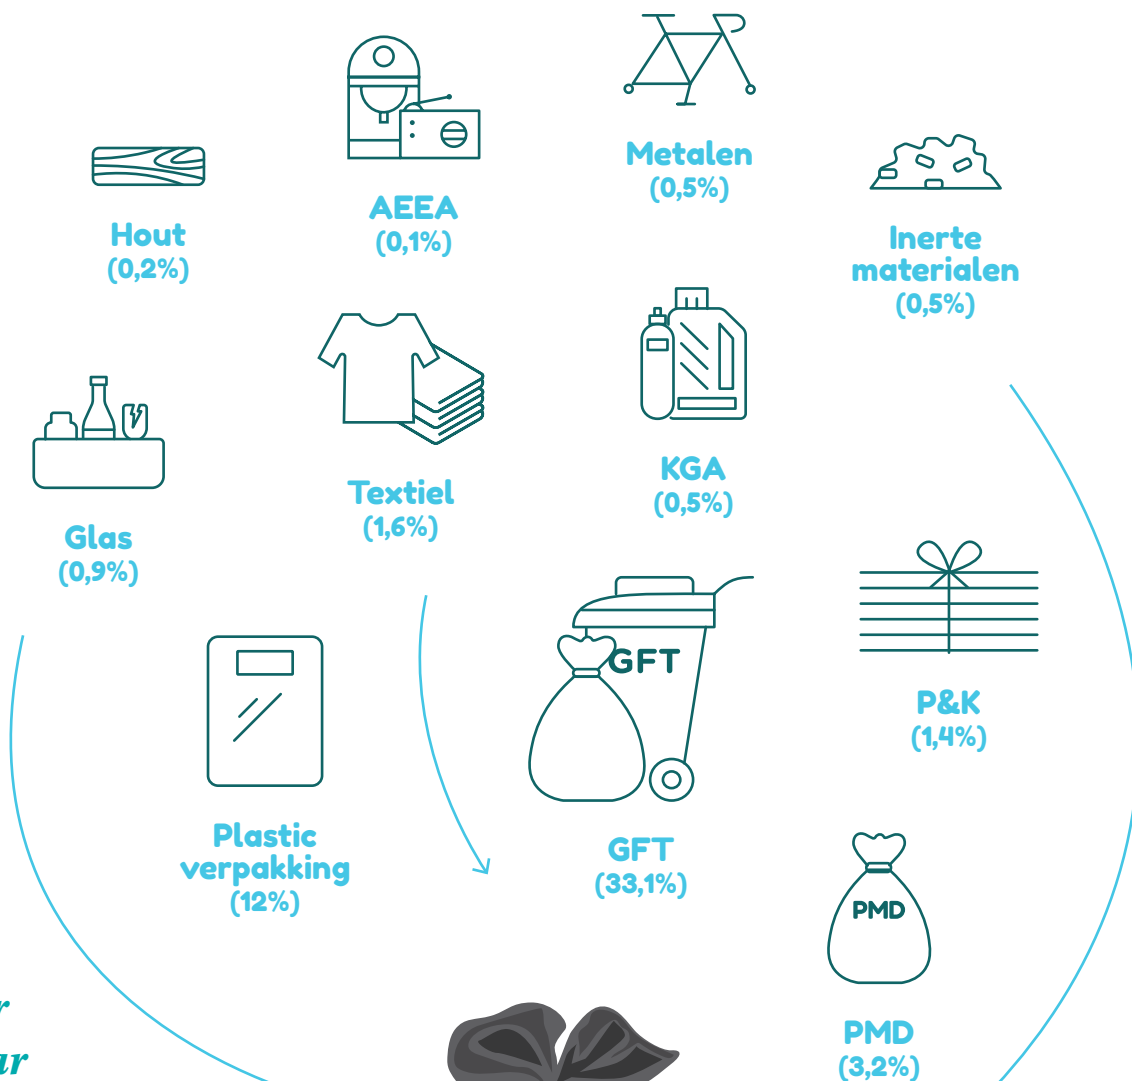 Metalen
(0,5%)
AEEA
(0,1%)
Hout
(0,2%)
Inerte
materialen
(0,5%)
KGA
(0,5%)
Textiel
(1,6%)
Glas
(0,9%)
GFT
P&K
(1,4%)
Plastic
verpakking
(12%)
GFT
(33,1%)
PMD
PMD
(3,2%)